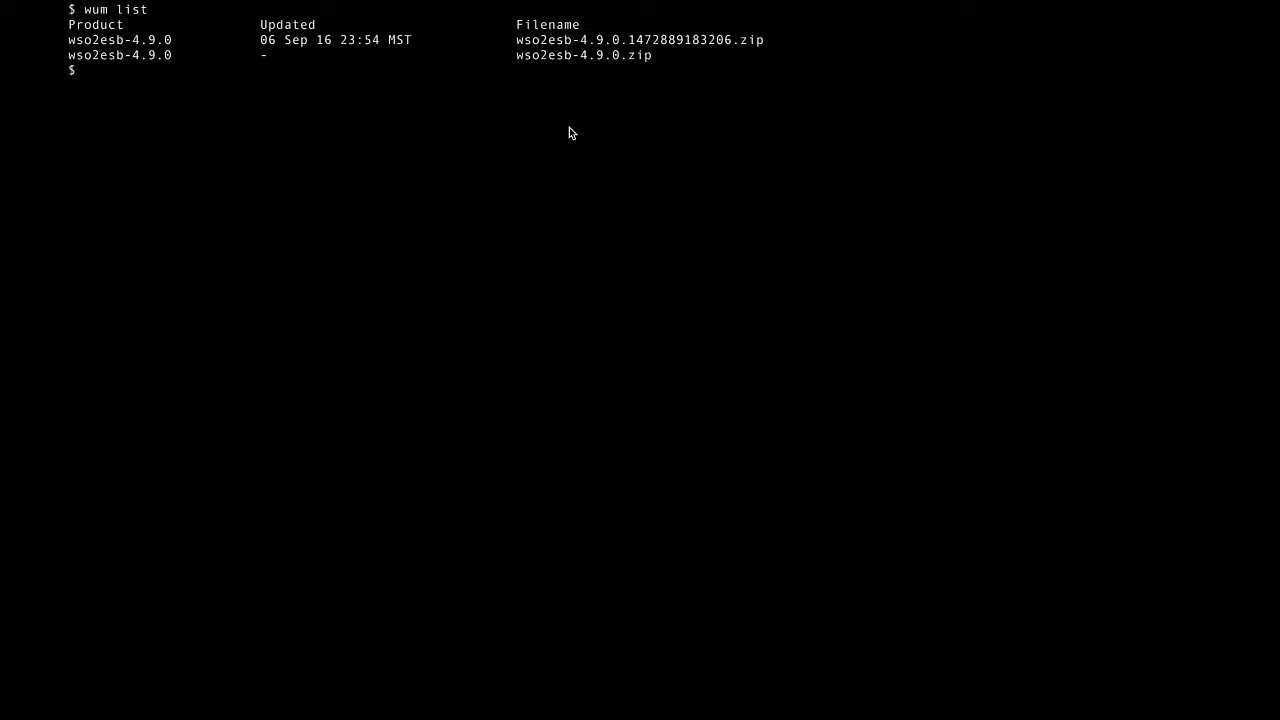 $ wum list
Product Updated Filename
wso2esb-4.9.0 06 Sep 16 23:54 MST wso2esb-4.9.0.1472889183206.zip
wso2esb-4.9.0 - wso2esb-4.9.0.zip
$